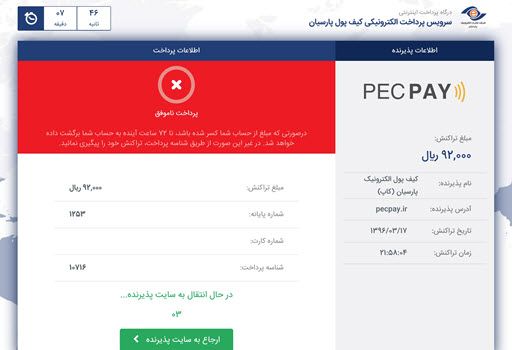 درگاه پرداخت اینترنتی
سرویس پرداخت الکترونیکی کیف پول پارسیان
۴۶
ثانیه
۰۷
دقیقه
اطلاعات پذیرنده
PECPAY
مبلغ تراکنش:
۹۲,۰۰۰ ریال
نام پذیرنده: کیف پول الکترونیک
پارسیان (کاپ)
آدرس پذیرنده: pecpay.ir
تاریخ تراکنش: ۱۳۹۶/۰۳/۱۷
زمان تراکنش: ۲۱:۵۸:۰۴
اطلاعات پرداخت
پرداخت ناموفق
درصورتی که مبلغ از حساب شما کسر شده باشد، تا ۷۲ ساعت آینده به حساب شما برگشت داده
خواهد شد. در غیر این صورت از طریق شناسه پرداخت، تراکنش خود را پیگیری نمائید.
مبلغ تراکنش: ۹۲,۰۰۰ ریال
شماره پایانه: ۱۲۵۳
شماره کارت:
شناسه پرداخت: ۱۰۷۱۶
در حال انتقال به سایت پذیرنده...
۰۳
ارجاع به سایت پذیرنده